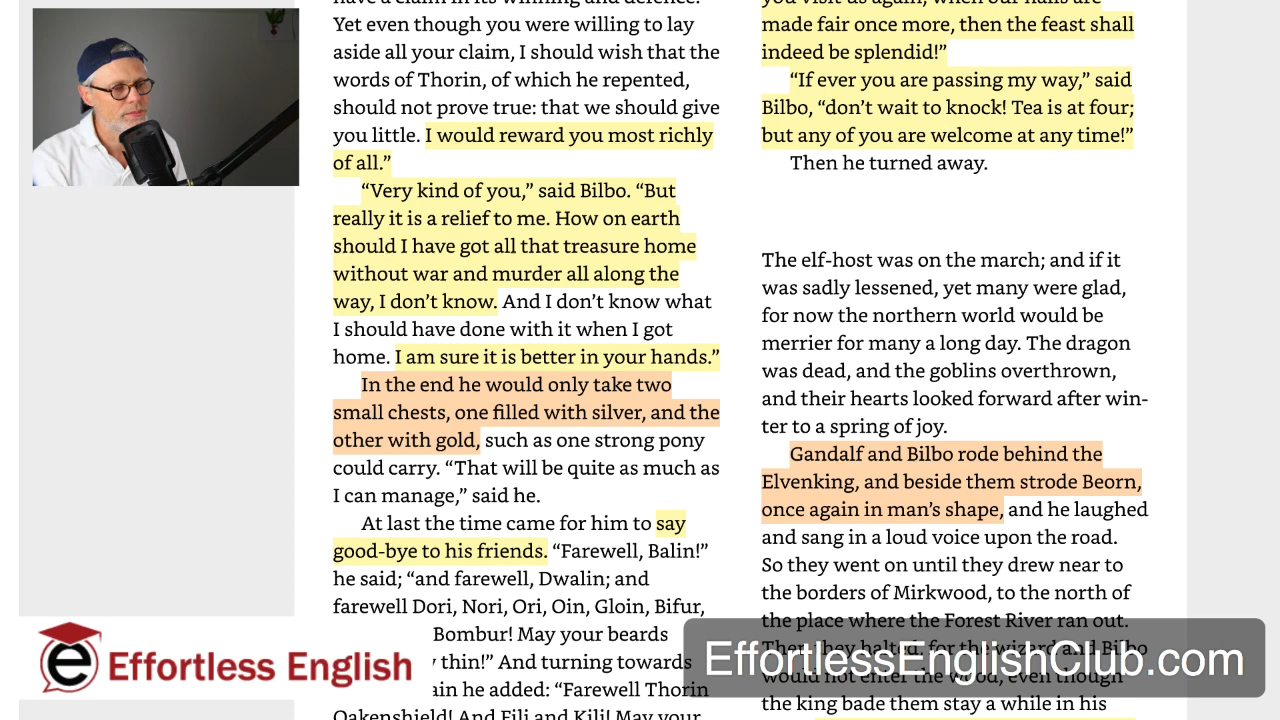 have a claim in its winning and defence.
Yet even though you were willing to lay
aside all your claim, I should wish that the
words of Thorin, of which he repented,
should not prove true: that we should give
you little. I would reward you most richly
of all.”
“Very kind of you,” said Bilbo. “But
really it is a relief to me. How on earth
should I have got all that treasure home
without war and murder all along the
way, I don’t know. And I don’t know what
I should have done with it when I got
home. I am sure it is better in your hands.”
In the end he would only take two
small chests, one filled with silver, and the
other with gold, such as one strong pony
could carry. “That will be quite as much as
I can manage,” said he.
At last the time came for him to say
good-bye to his friends. “Farewell, Balin!”
he said; “and farewell, Dwalin; and
farewell Dori, Nori, Ori, Oin, Gloin, Bifur,
Bombur! May your beards
thin!” And turning towards
he added: “Farewell Thorin
Oakenshield! And Fili and Kili! May your
you visit us again, when our halls are
made fair once more, then the feast shall
indeed be splendid!”
“If ever you are passing my way,” said
Bilbo, “don’t wait to knock! Tea is at four;
but any of you are welcome at any time!”
Then he turned away.
The elf-host was on the march; and if it
was sadly lessened, yet many were glad,
for now the northern world would be
merrier for many a long day. The dragon
was dead, and the goblins overthrown,
and their hearts looked forward after win-
ter to a spring of joy.
Gandalf and Bilbo rode behind the
Elvenking, and beside them strode Beorn,
once again in man’s shape, and he laughed
and sang in a loud voice upon the road.
So they went on until they drew near to
the borders of Mirkwood, to the north of
the place where the Forest River ran out.
Then they halted, for the wizard and Bilbo
would not enter the wood, even though
the king bade them stay a while in his
e Effortless English
EffortlessEnglishClub.com